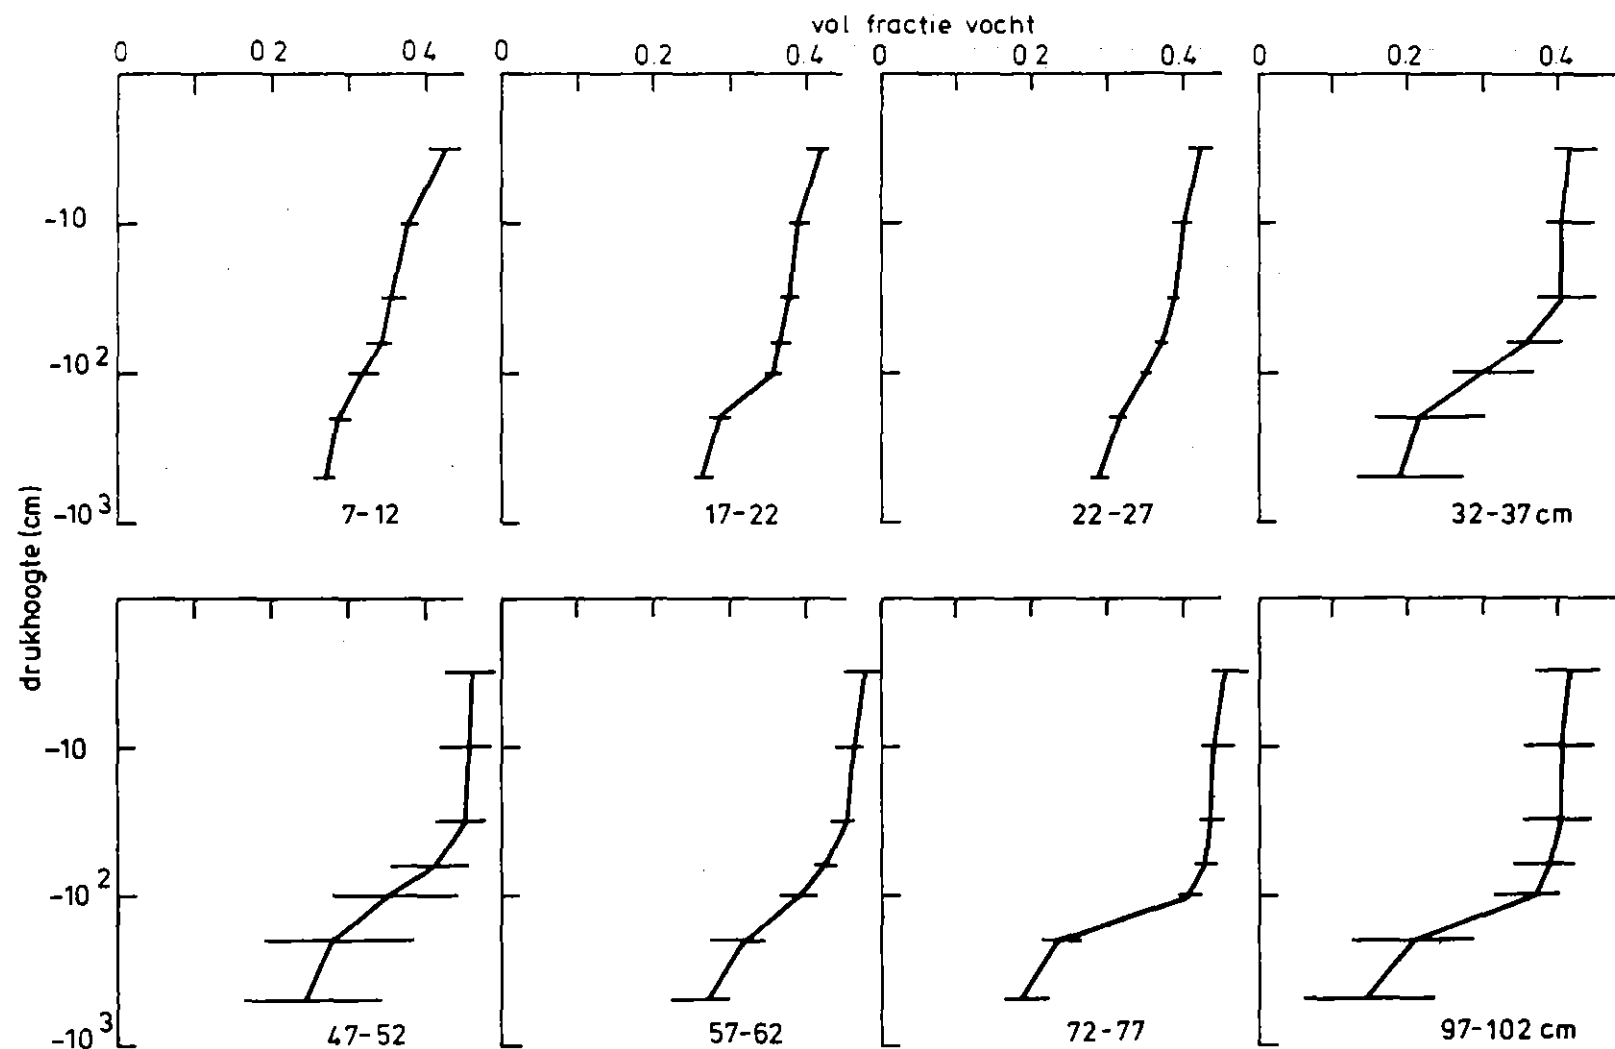 vol fractie vocht
0 0.2 0.4 0 0.2 0.4 0 0.2 0.4 0 0.2 0.4
-10
-10²
-10³
7-12 17-22 22-27 32-37 cm
drukhoogte (cm)
-10
-10²
-10³
47-52 57-62 72-77 97-102 cm